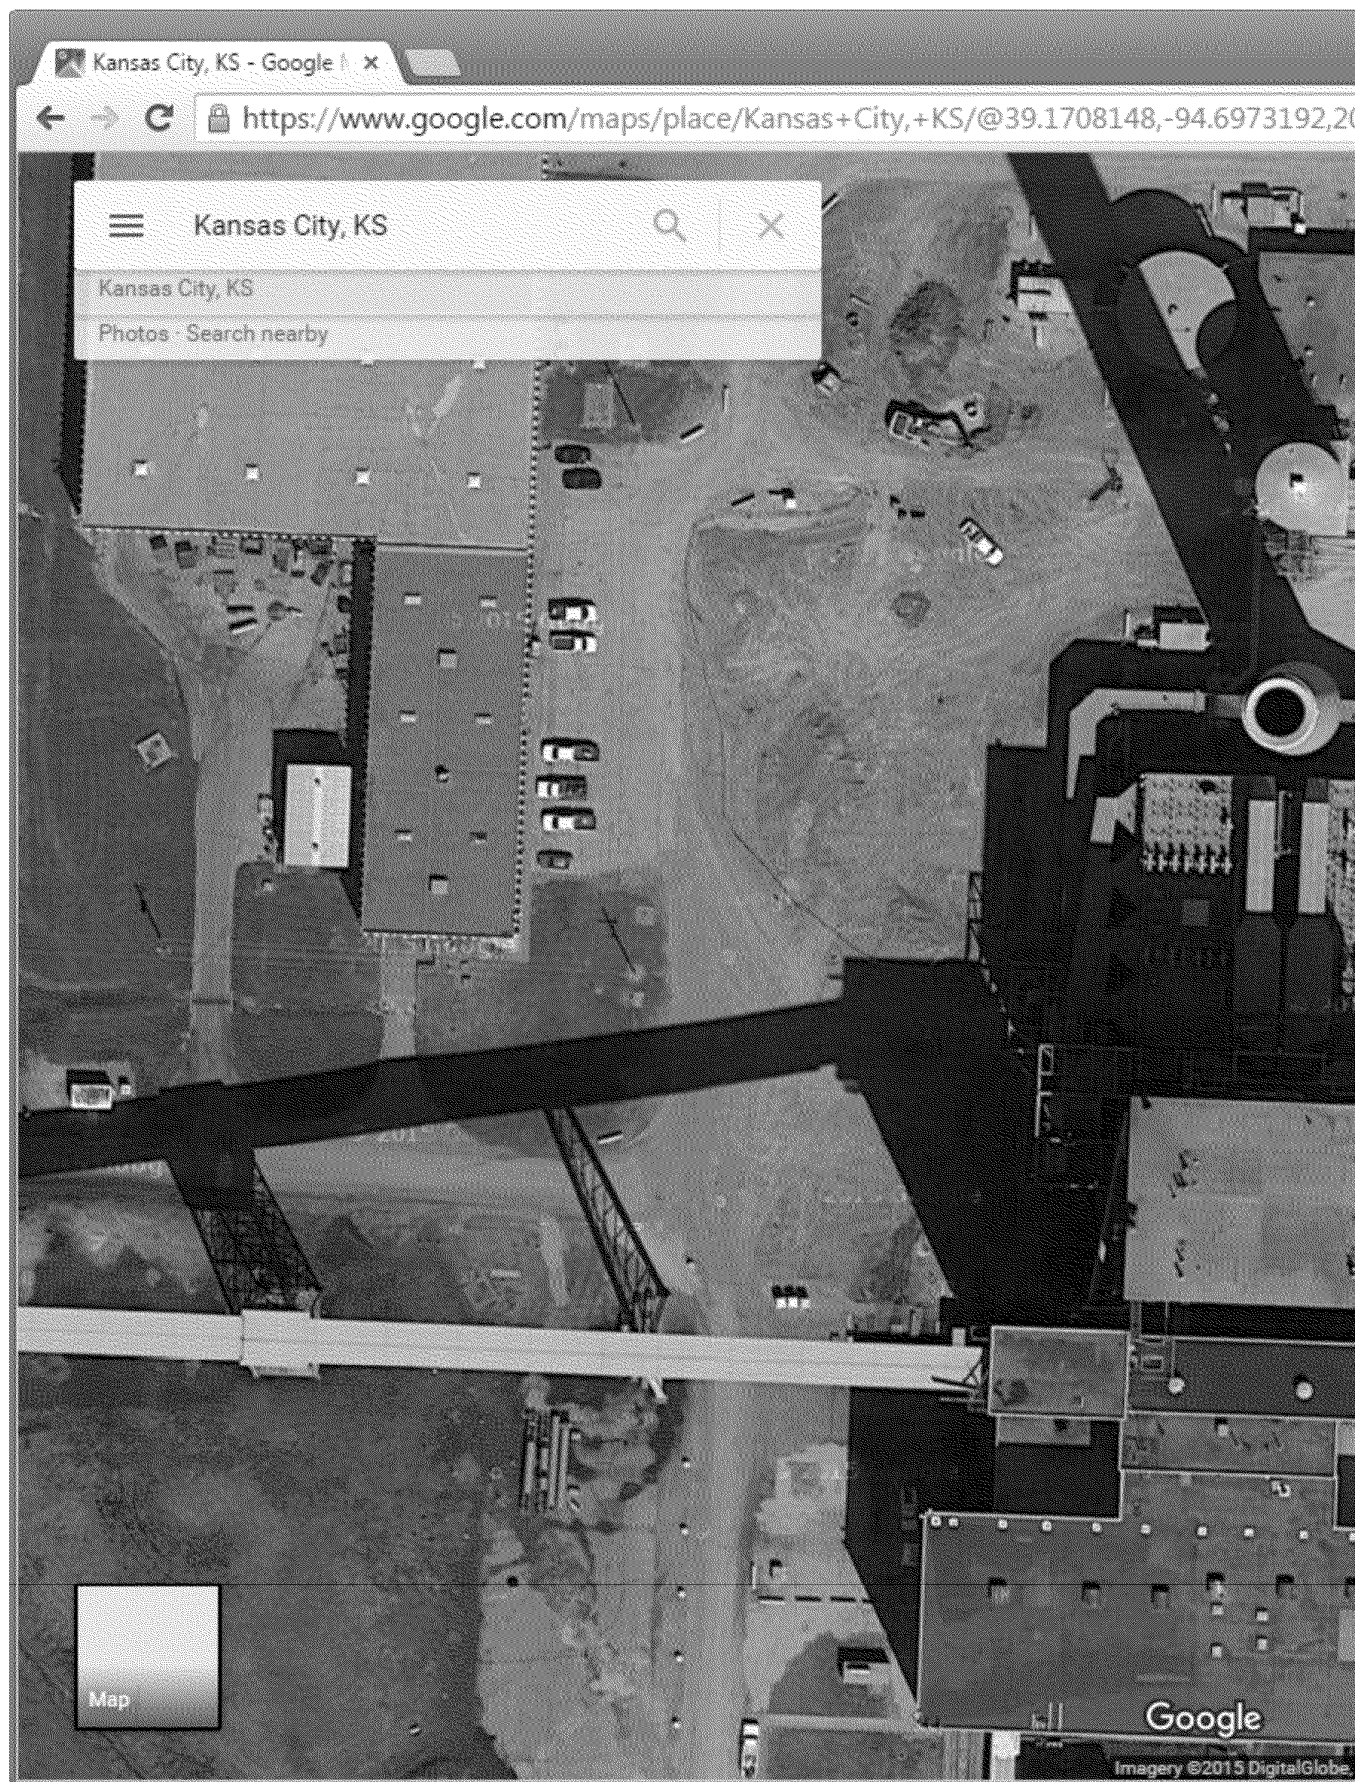 Kansas City, KS - Google
https://www.google.com/maps/place/Kansas+City,+KS/@39.1708148,-94.6973192,20
Kansas City, KS
Kansas City, KS
Photos · Search nearby
Map
Google
Imagery ©2015 DigitalGlobe,